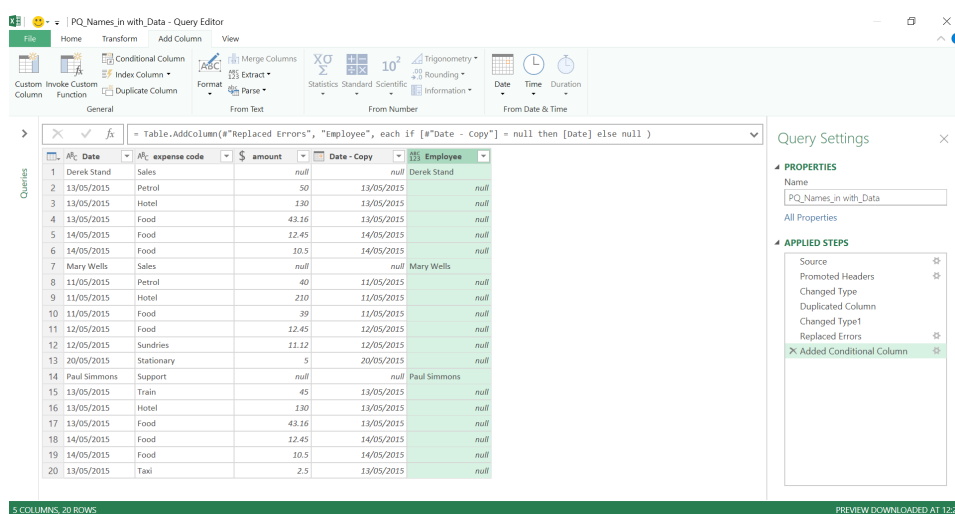 PQ_Names_in with_Data - Query Editor
File Home Transform Add Column View
Custom Column
Invoke Custom Function
Conditional Column
Index Column
Duplicate Column
General
Format
Merge Columns
Extract
Parse
From Text
Statistics Standard Scientific
Trigonometry
Rounding
Information
From Number
Date Time Duration
From Date & Time
= Table.AddColumn(#"Replaced Errors", "Employee", each if [#"Date - Copy"] = null then [Date] else null )
Queries
Date expense code amount Date - Copy Employee
1 Derek Stand Sales null null Derek Stand
2 13/05/2015 Petrol 50 13/05/2015 null
3 13/05/2015 Hotel 130 13/05/2015 null
4 13/05/2015 Food 43.16 13/05/2015 null
5 14/05/2015 Food 12.45 14/05/2015 null
6 14/05/2015 Food 10.5 14/05/2015 null
7 Mary Wells Sales null null Mary Wells
8 11/05/2015 Petrol 40 11/05/2015 null
9 11/05/2015 Hotel 210 11/05/2015 null
10 11/05/2015 Food 39 11/05/2015 null
11 12/05/2015 Food 12.45 12/05/2015 null
12 12/05/2015 Sundries 11.12 12/05/2015 null
13 20/05/2015 Stationary 5 20/05/2015 null
14 Paul Simmons Support null null Paul Simmons
15 13/05/2015 Train 45 13/05/2015 null
16 13/05/2015 Hotel 130 13/05/2015 null
17 13/05/2015 Food 43.16 13/05/2015 null
18 14/05/2015 Food 12.45 14/05/2015 null
19 14/05/2015 Food 10.5 14/05/2015 null
20 13/05/2015 Taxi 2.5 13/05/2015 null
Query Settings
PROPERTIES
Name
PQ_Names_in with_Data
All Properties
APPLIED STEPS
Source
Promoted Headers
Changed Type
Duplicated Column
Changed Type1
Replaced Errors
Added Conditional Column
5 COLUMNS, 20 ROWS
PREVIEW DOWNLOADED AT 12:2